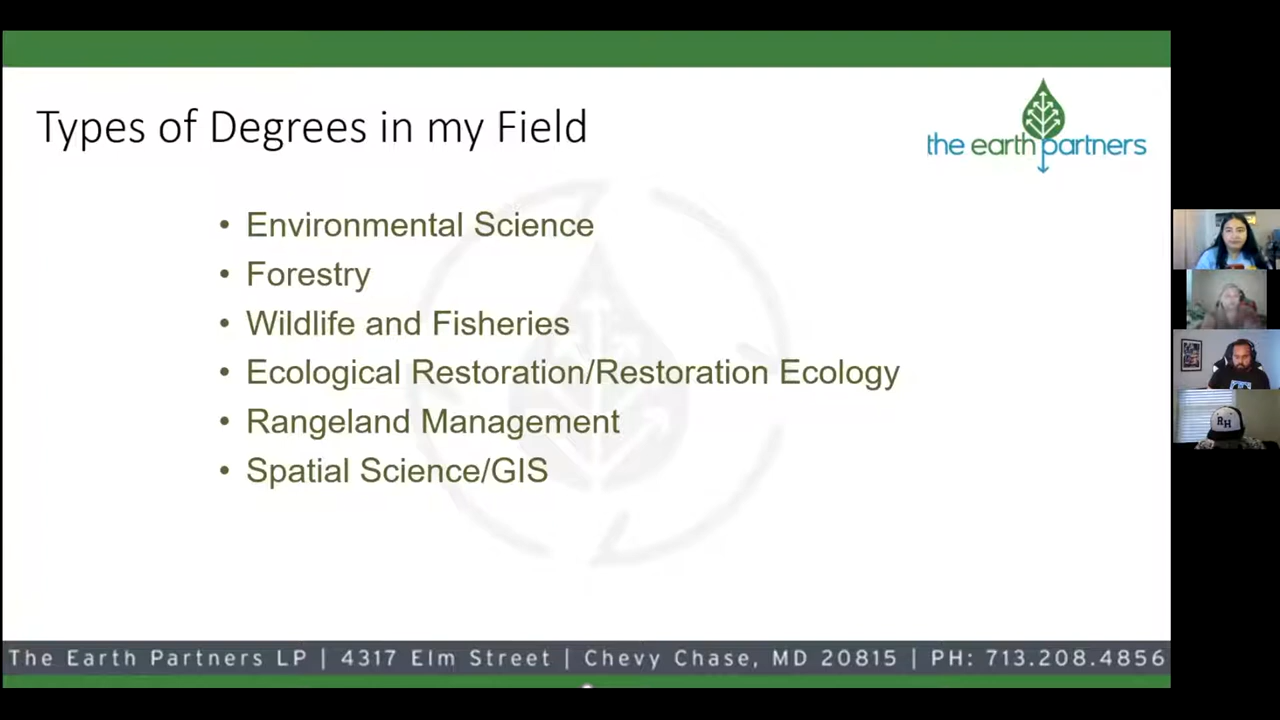 Types of Degrees in my Field
the earth partners
• Environmental Science
• Forestry
• Wildlife and Fisheries
• Ecological Restoration/Restoration Ecology
• Rangeland Management
• Spatial Science/GIS
RH
The Earth Partners LP | 4317 Elm Street | Chevy Chase, MD 20815 | PH: 713.208.4856